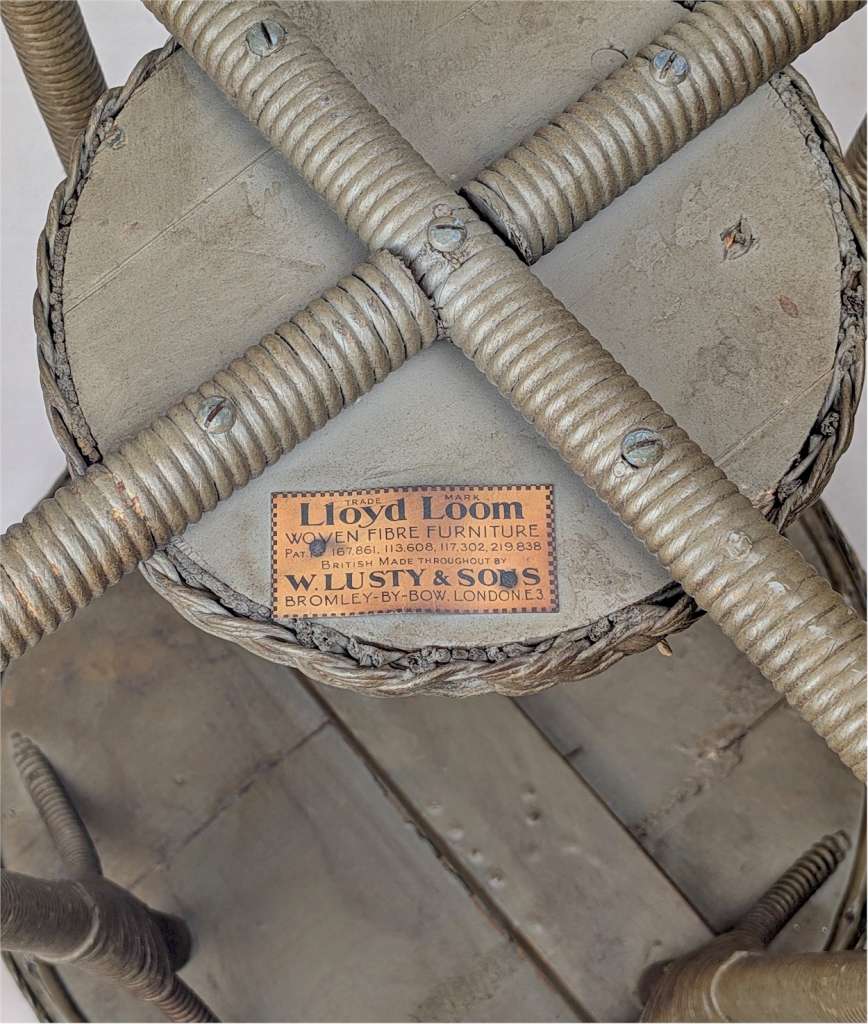 TRADE MARK
Lloyd Loom
WOVEN FIBRE FURNITURE
PAT. 167.861, 113.608, 117.302, 219.838
BRITISH MADE THROUGHOUT BY
W. LUSTY & SONS
BROMLEY-BY-BOW, LONDON.E.3